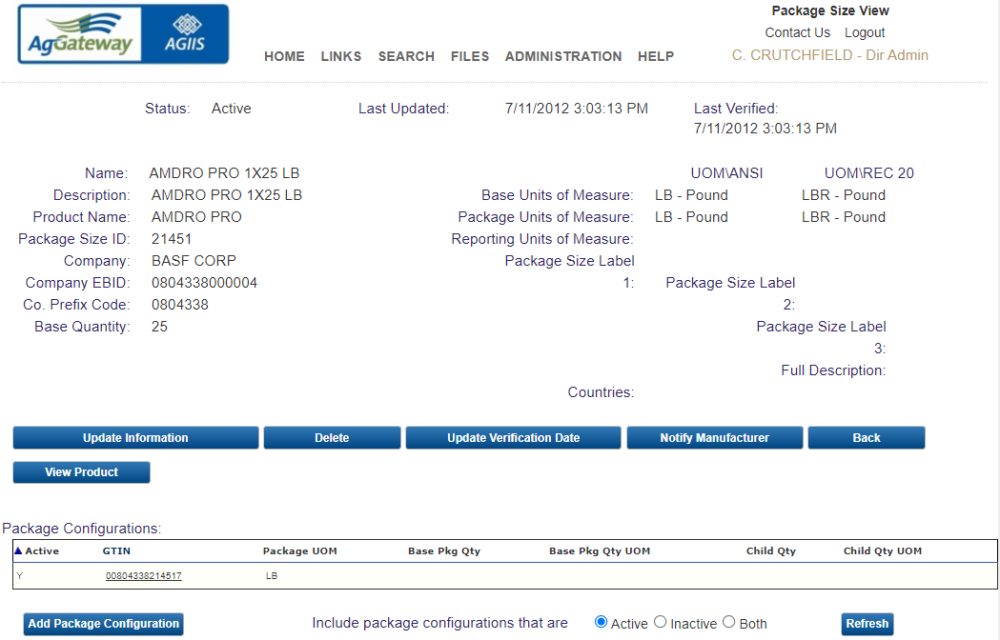 Package Size View
Contact Us Logout
AgGateway AGIIS
HOME LINKS SEARCH FILES ADMINISTRATION HELP
C. CRUTCHFIELD - Dir Admin
Status: Active Last Updated: 7/11/2012 3:03:13 PM Last Verified:
7/11/2012 3:03:13 PM
Name: AMDRO PRO 1X25 LB UOM\ANSI UOM\REC 20
Description: AMDRO PRO 1X25 LB Base Units of Measure: LB - Pound LBR - Pound
Product Name: AMDRO PRO Package Units of Measure: LB - Pound LBR - Pound
Package Size ID: 21451 Reporting Units of Measure:
Company: BASF CORP Package Size Label
Company EBID: 0804338000004 1: Package Size Label
Co. Prefix Code: 0804338 2:
Base Quantity: 25 Package Size Label
3:
Full Description:
Countries:
Update Information Delete Update Verification Date Notify Manufacturer Back
View Product
Package Configurations:
Active GTIN Package UOM Base Pkg Qty Base Pkg Qty UOM Child Qty Child Qty UOM
Y 00804338214517 LB
Add Package Configuration Include package configurations that are Active Inactive Both Refresh